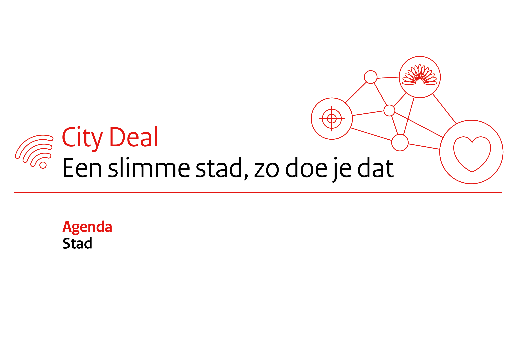 City Deal
Een slimme stad, zo doe je dat
Agenda
Stad